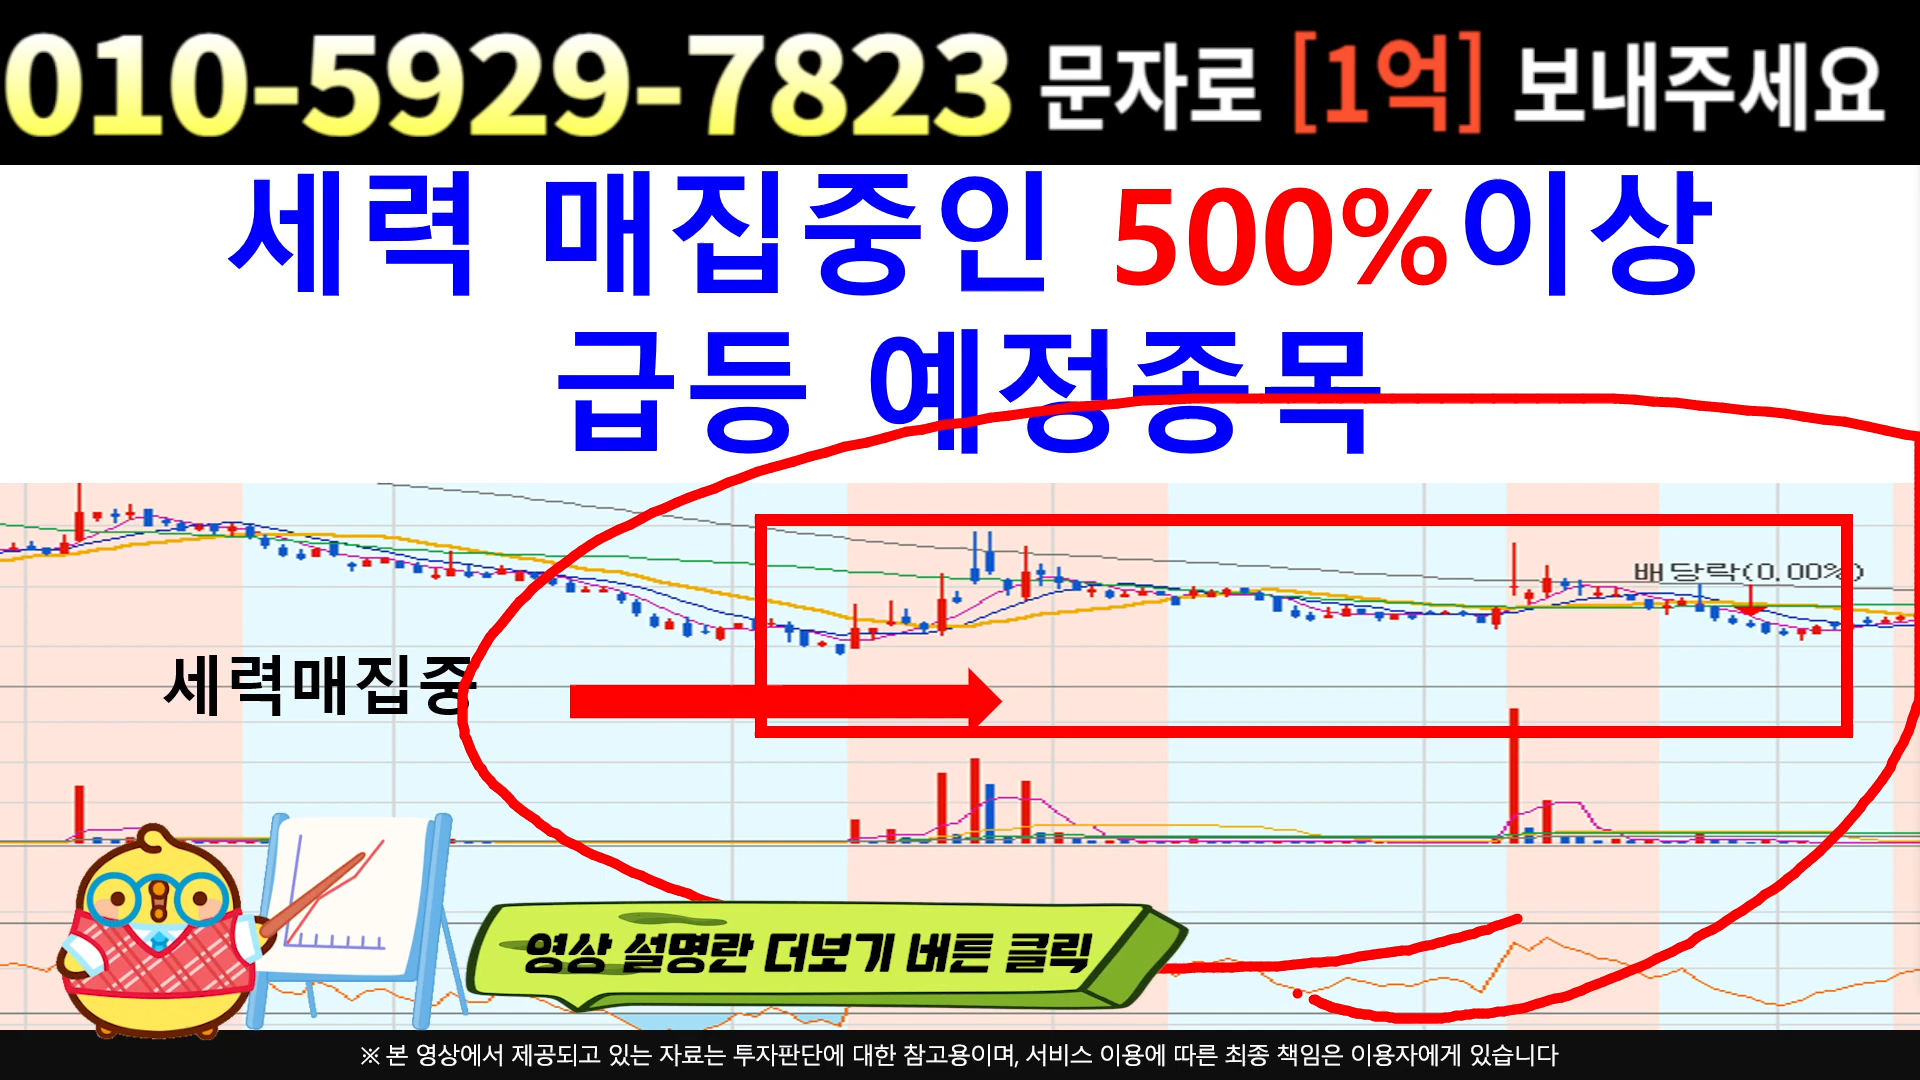 010-5929-7823 문자로 [1억] 보내주세요
세력 매집중인 500%이상
급등 예정종목
배당락(0.00%)
세력매집중
영상 설명란 더보기 버튼 클릭
※ 본 영상에서 제공되고 있는 자료는 투자판단에 대한 참고용이며, 서비스 이용에 따른 최종 책임은 이용자에게 있습니다